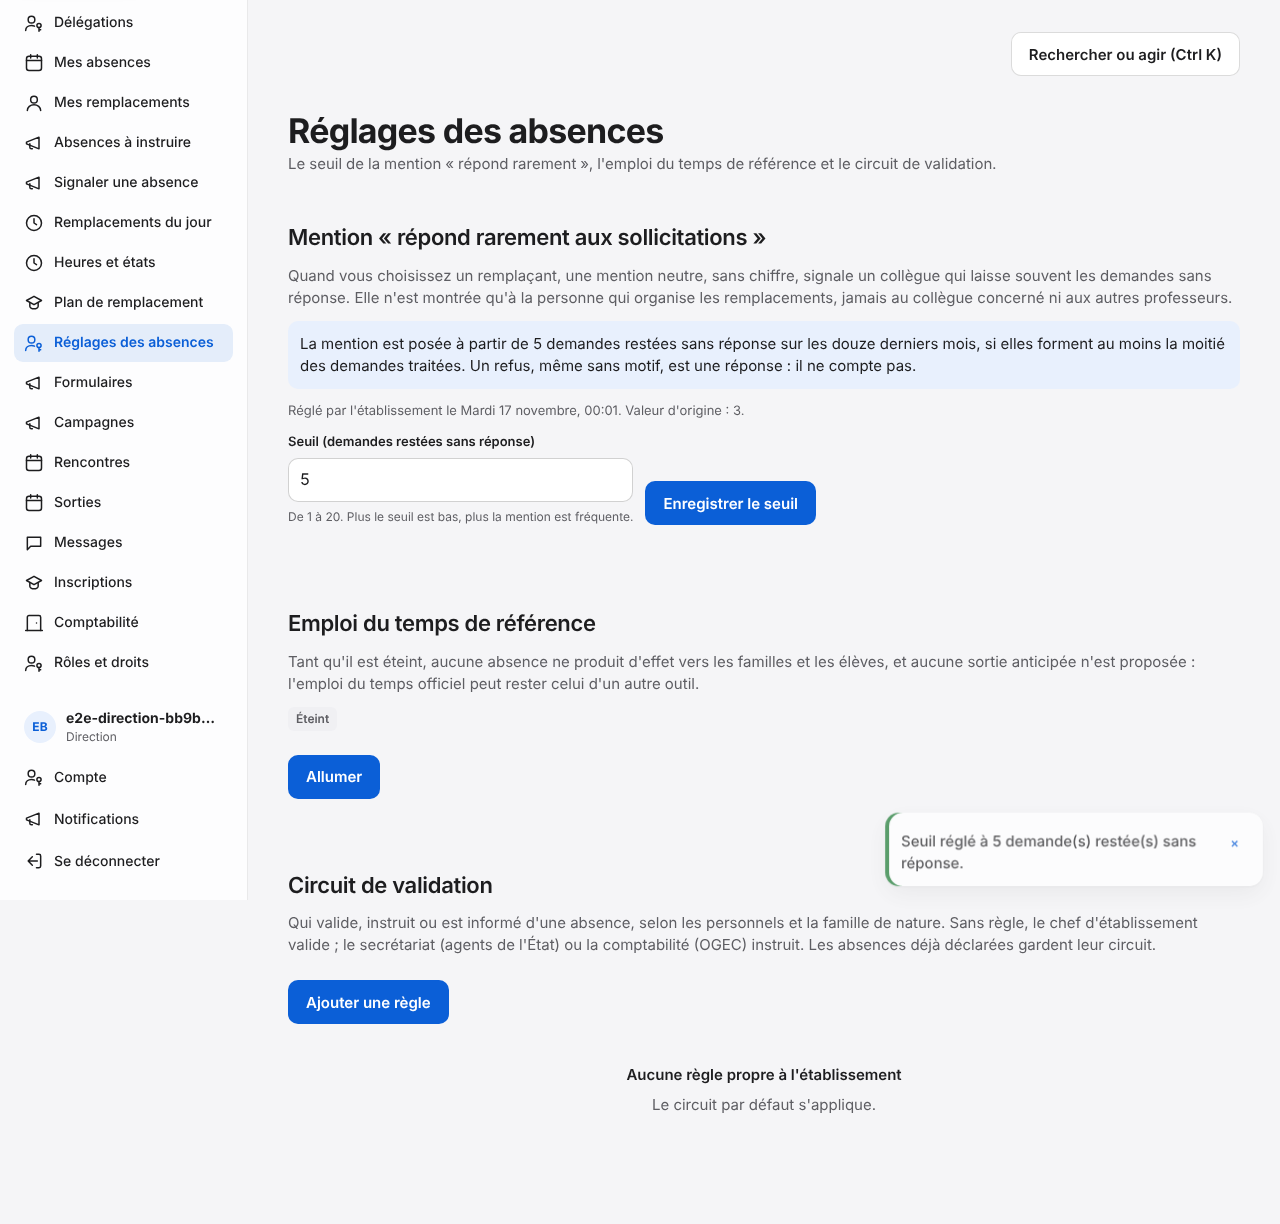 Délégations
Mes absences
Mes remplacements
Absences à instruire
Signaler une absence
Remplacements du jour
Heures et états
Plan de remplacement
Réglages des absences
Formulaires
Campagnes
Rencontres
Sorties
Messages
Inscriptions
Comptabilité
Rôles et droits
EB
e2e-direction-bb9b...
Direction
Compte
Notifications
Se déconnecter
Rechercher ou agir (Ctrl K)
Réglages des absences
Le seuil de la mention « répond rarement », l'emploi du temps de référence et le circuit de validation.
Mention « répond rarement aux sollicitations »
Quand vous choisissez un remplaçant, une mention neutre, sans chiffre, signale un collègue qui laisse souvent les demandes sans
réponse. Elle n'est montrée qu'à la personne qui organise les remplacements, jamais au collègue concerné ni aux autres professeurs.
La mention est posée à partir de 5 demandes restées sans réponse sur les douze derniers mois, si elles forment au moins la moitié
des demandes traitées. Un refus, même sans motif, est une réponse : il ne compte pas.
Réglé par l'établissement le Mardi 17 novembre, 00:01. Valeur d'origine : 3.
Seuil (demandes restées sans réponse)
5
De 1 à 20. Plus le seuil est bas, plus la mention est fréquente.
Enregistrer le seuil
Emploi du temps de référence
Tant qu'il est éteint, aucune absence ne produit d'effet vers les familles et les élèves, et aucune sortie anticipée n'est proposée :
l'emploi du temps officiel peut rester celui d'un autre outil.
Éteint
Allumer
Seuil réglé à 5 demande(s) restée(s) sans
réponse.
×
Circuit de validation
Qui valide, instruit ou est informé d'une absence, selon les personnels et la famille de nature. Sans règle, le chef d'établissement
valide ; le secrétariat (agents de l'État) ou la comptabilité (OGEC) instruit. Les absences déjà déclarées gardent leur circuit.
Ajouter une règle
Aucune règle propre à l'établissement
Le circuit par défaut s'applique.